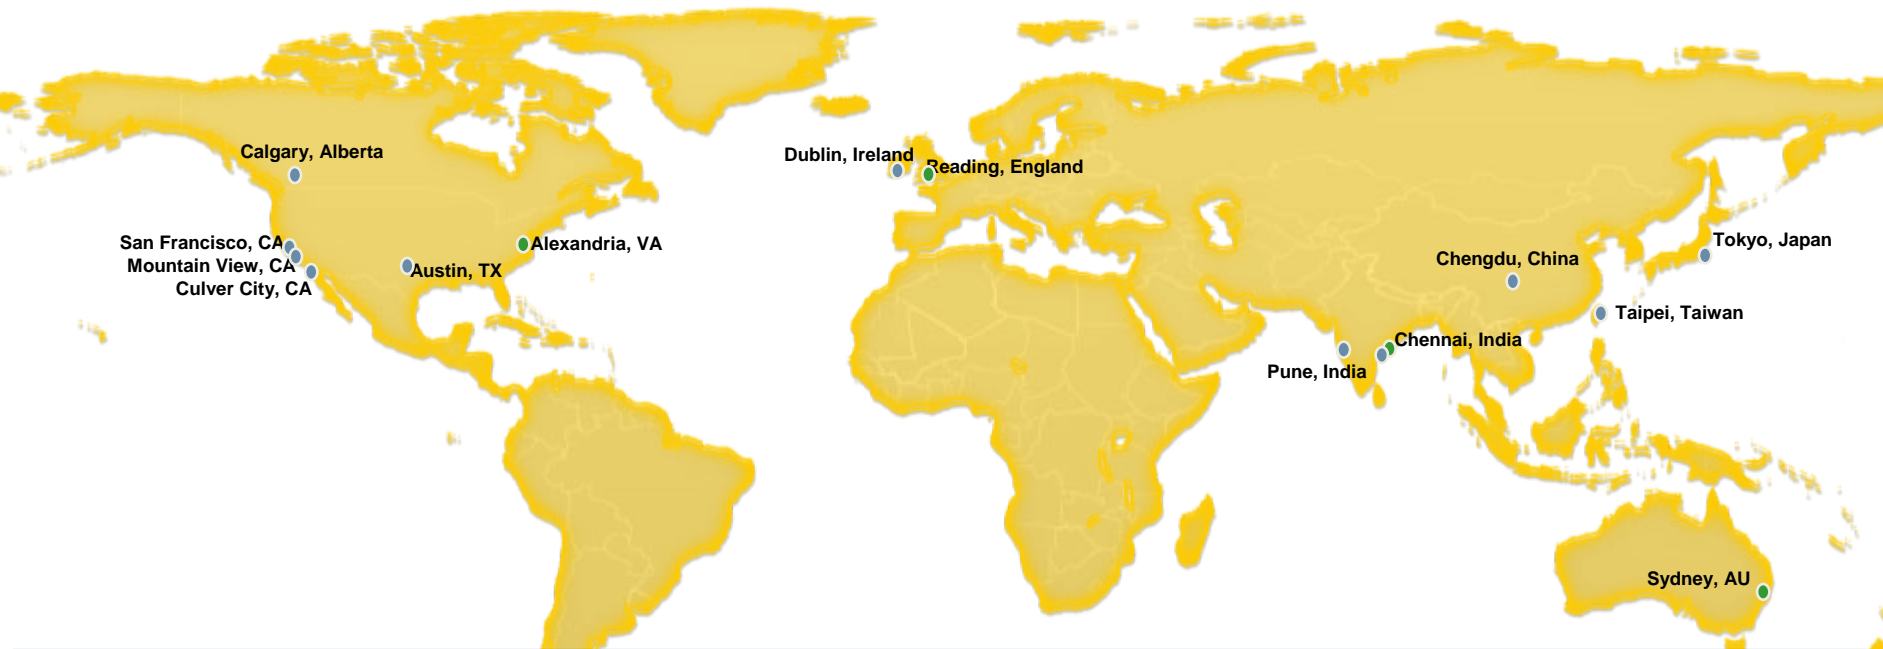 Calgary, Alberta
Dublin, Ireland
Reading, England
San Francisco, CA
Alexandria, VA
Tokyo, Japan
Mountain View, CA
Austin, TX
Chengdu, China
Culver City, CA
Taipei, Taiwan
Chennai, India
Pune, India
Sydney, AU